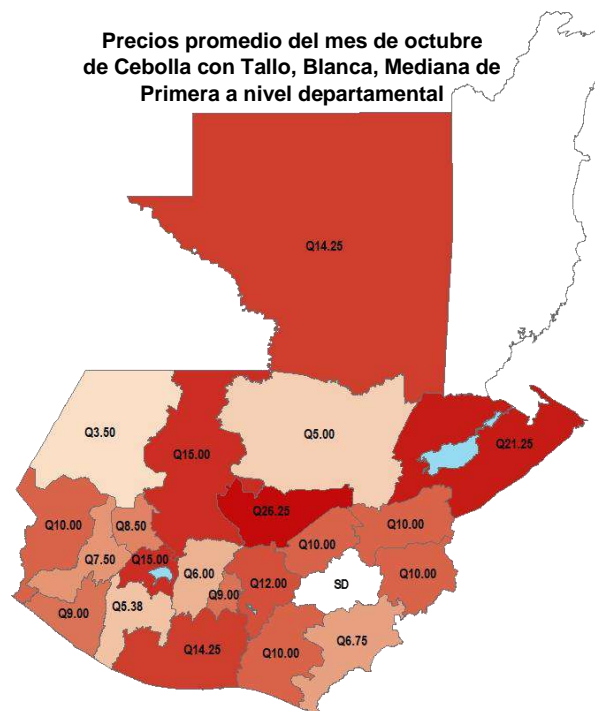 Precios promedio del mes de octubre
de Cebolla con Tallo, Blanca, Mediana de
Primera a nivel departamental
Q14.25
Q3.50
Q5.00
Q15.00
Q21.25
Q26.25
Q10.00
Q8.50
Q10.00
Q10.00
Q7.50
Q15.00
Q6.00
Q12.00
SD
Q10.00
Q9.00
Q9.00
Q5.38
Q14.25
Q10.00
Q6.75